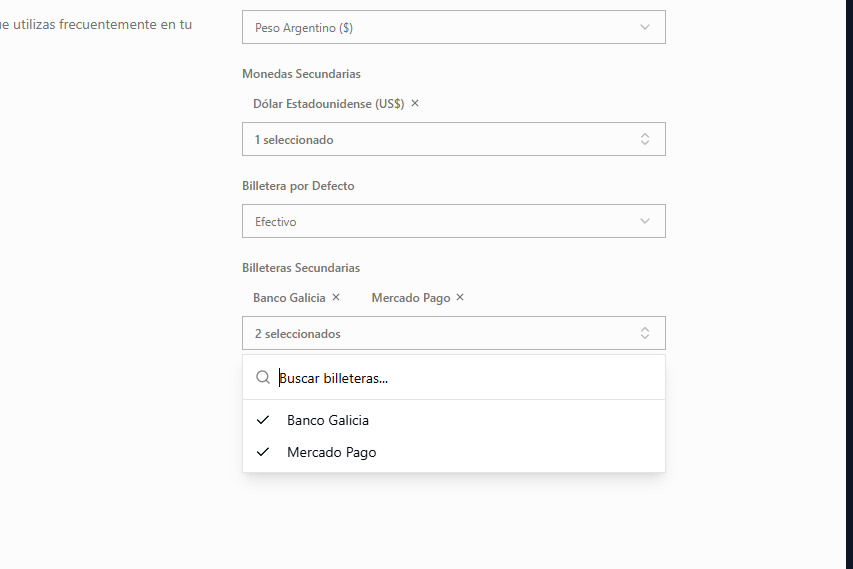 ue utilizas frecuentemente en tu
Peso Argentino ($)
Monedas Secundarias
Dólar Estadounidense (US$) ×
1 seleccionado
Billetera por Defecto
Efectivo
Billeteras Secundarias
Banco Galicia × Mercado Pago ×
2 seleccionados
Buscar billeteras...
Banco Galicia
Mercado Pago